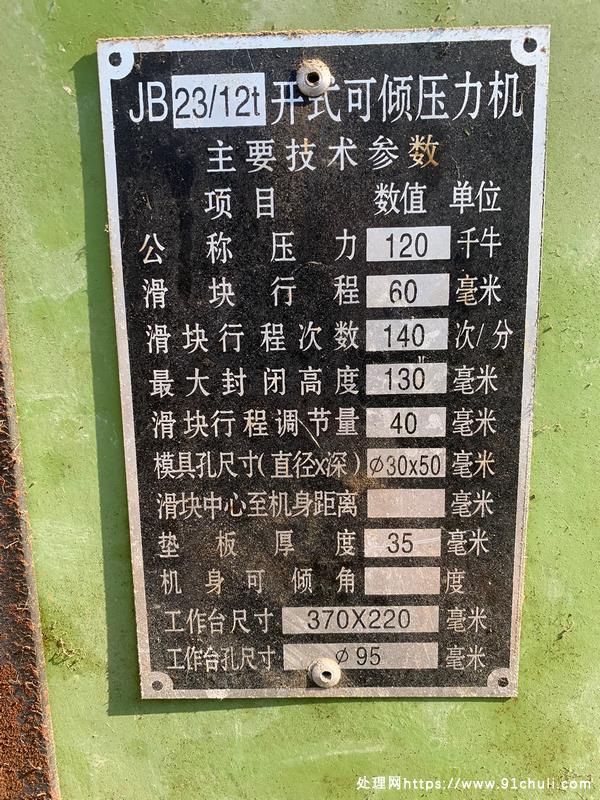 JB 23/12t 开式可倾压力机
主要技术参数
项目 数值 单位
公称压力 120 千牛
滑块行程 60 毫米
滑块行程次数 140 次/分
最大封闭高度 130 毫米
滑块行程调节量 40 毫米
模具孔尺寸(直径x深) φ30x50 毫米
滑块中心至机身距离 毫米
垫板厚度 35 毫米
机身可倾角 度
工作台尺寸 370X220 毫米
工作台孔尺寸 φ95 毫米
处理网https://www.91chuli.com